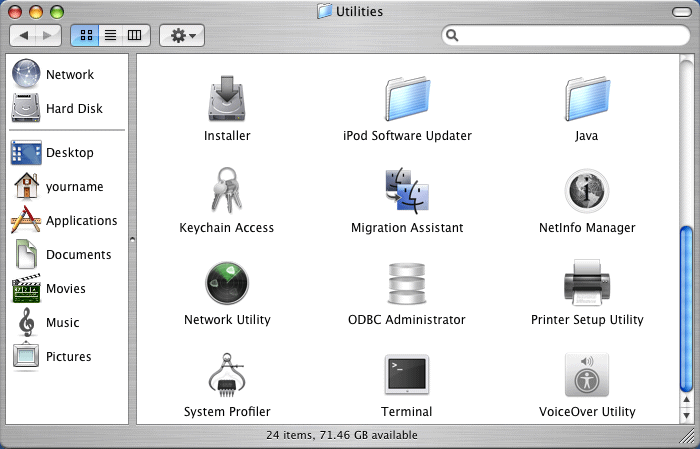 Utilities
Network
Hard Disk
Desktop
yourname
Applications
Documents
Movies
Music
Pictures
Installer
iPod Software Updater
Java
Keychain Access
Migration Assistant
NetInfo Manager
Network Utility
ODBC Administrator
Printer Setup Utility
>_
System Profiler
Terminal
VoiceOver Utility
24 items, 71.46 GB available